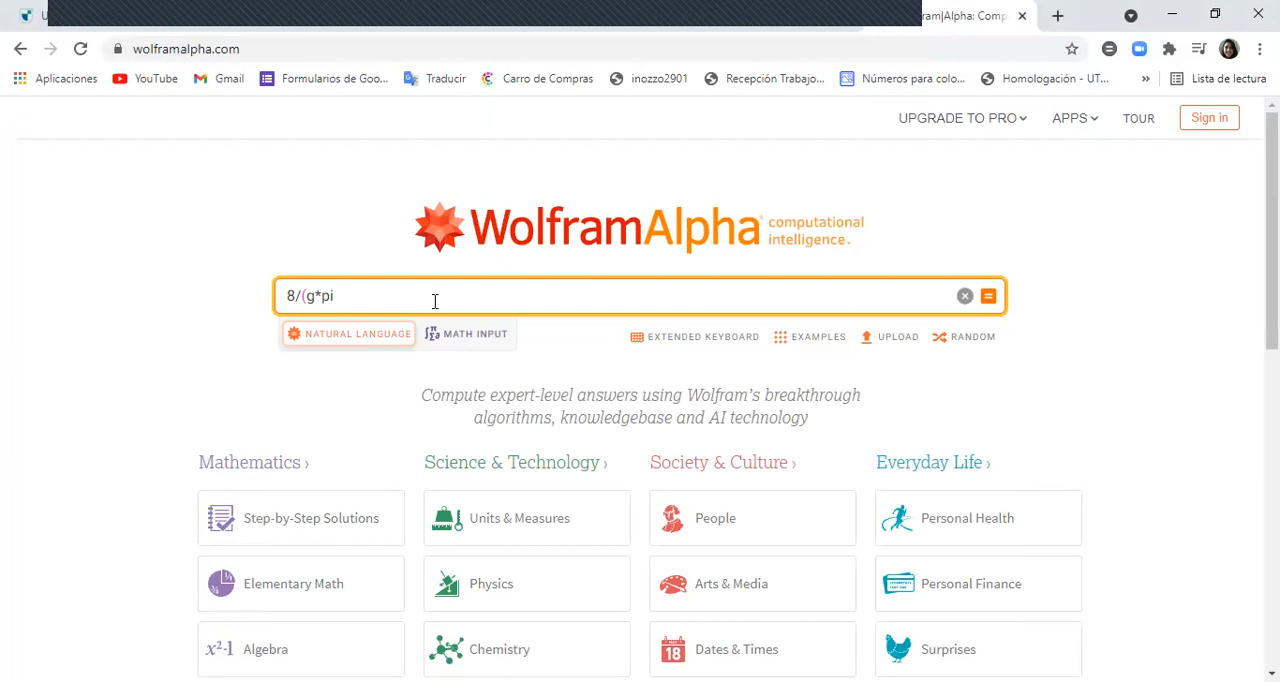 ram|Alpha: Comp
wolframalpha.com
Aplicaciones YouTube Gmail Formularios de Goo... Traducir Carro de Compras inozzo2901 Recepción Trabajo... Números para colo... Homologación - UT... » Lista de lectura
UPGRADE TO PRO APPS TOUR Sign in
WolframAlpha computational
intelligence.
8/(g*pi
NATURAL LANGUAGE MATH INPUT EXTENDED KEYBOARD EXAMPLES UPLOAD RANDOM
Compute expert-level answers using Wolfram's breakthrough
algorithms, knowledgebase and AI technology
Mathematics › Science & Technology › Society & Culture › Everyday Life ›
Step-by-Step Solutions Units & Measures People Personal Health
Elementary Math Physics Arts & Media Personal Finance
x²-1 Algebra Chemistry 18 Dates & Times Surprises